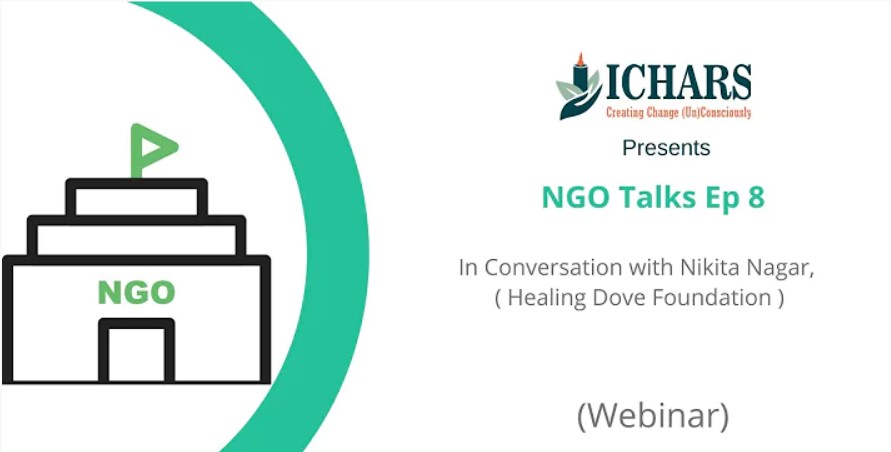 ICHARS
Creating Change (Un)Consciously
Presents
NGO Talks Ep 8
In Conversation with Nikita Nagar,
( Healing Dove Foundation )
(Webinar)
NGO